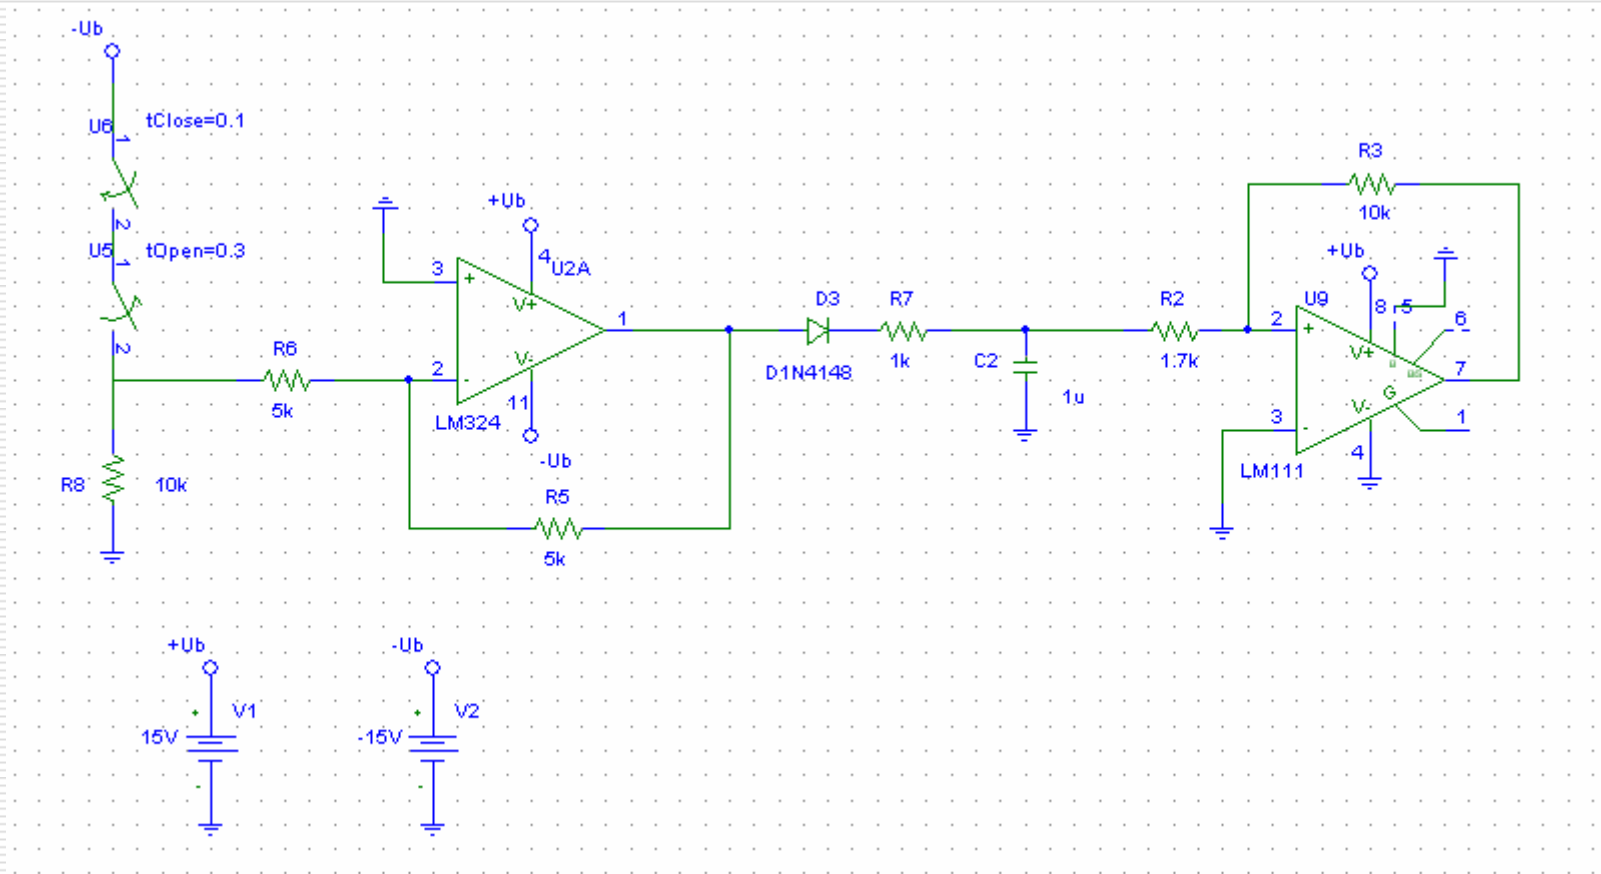 -Ub
U6
tClose=0.1
1
2
U5
tOpen=0.3
1
2
R8
10k
R6
5k
+Ub
4
U2A
3
+
V+
1
V-
2
-
11
LM324
-Ub
R5
5k
D3
D1N4148
R7
1k
C2
1u
R2
1.7k
R3
10k
+Ub
U9
8
5
6
2
+
V+
7
G
V-
3
-
1
4
LM111
+Ub
+
V1
15V
-
-Ub
+
V2
-15V
-